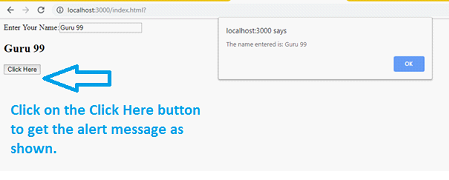 localhost:3000/index.html?
Enter Your Name: Guru 99
Guru 99
Click Here
localhost:3000 says
The name entered is: Guru 99
OK
Click on the Click Here button
to get the alert message as
shown.